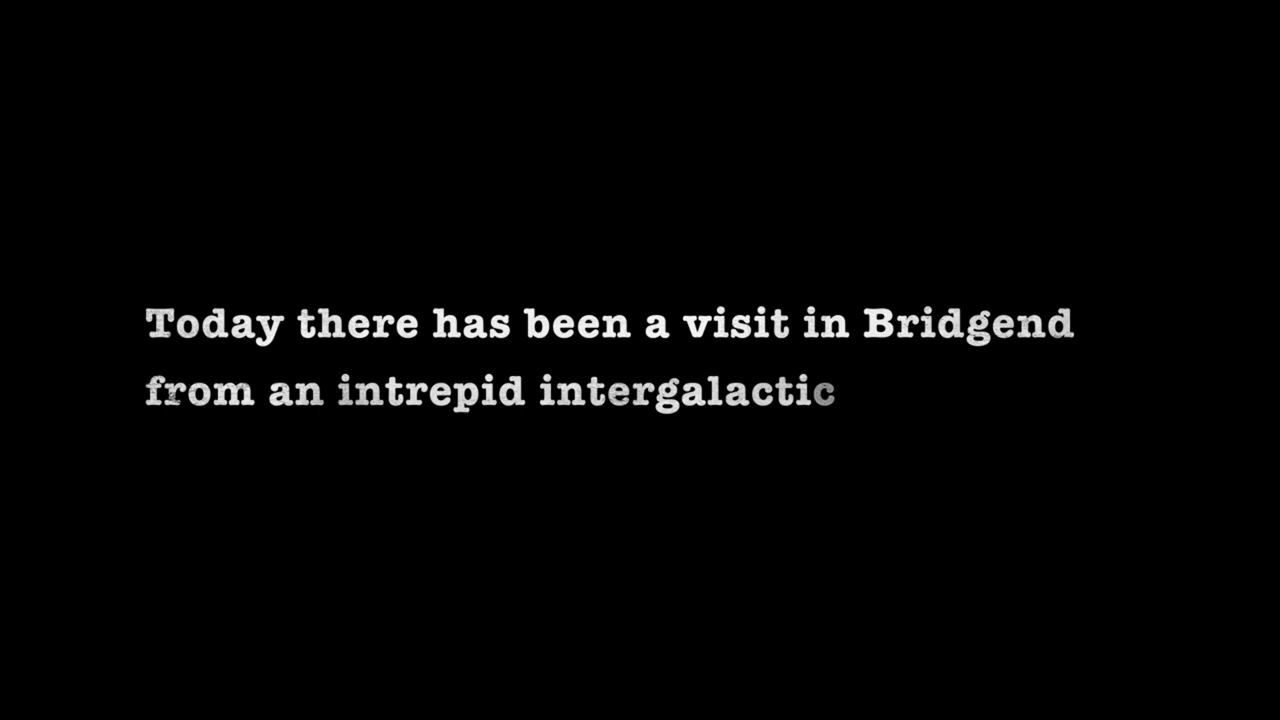 Today there has been a visit in Bridgend
from an intrepid intergalactic